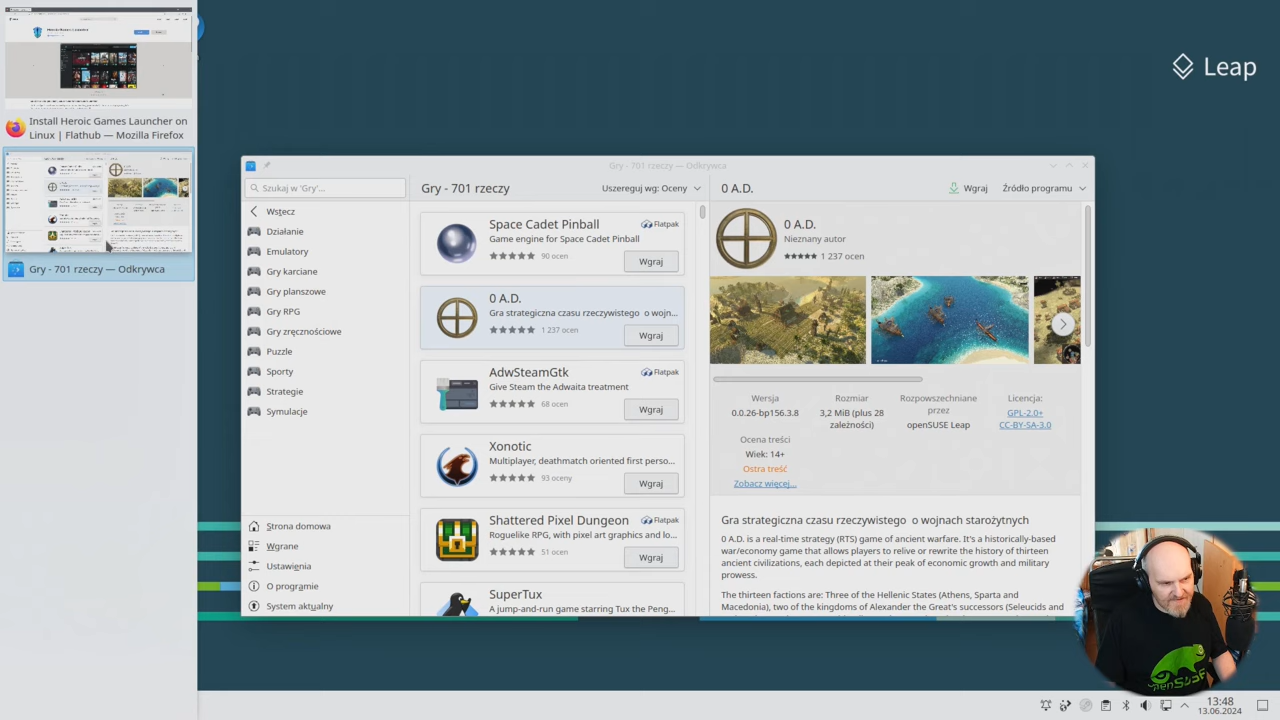 Leap
Install Heroic Games Launcher on
Linux | Flathub — Mozilla Firefox
Gry - 701 rzeczy — Odkrywca
Gry - 701 rzeczy — Odkrywca
Szukaj w 'Gry'...
Wstecz
Działanie
Emulatory
Gry karciane
Gry planszowe
Gry RPG
Gry zręcznościowe
Puzzle
Sporty
Strategie
Symulacje
Strona domowa
Wgrane
Ustawienia
O programie
System aktualny
Gry - 701 rzeczy
Uszereguj wg: Oceny
Space Cadet Pinball
Flatpak
Game engine for Space Cadet Pinball
90 ocen
Wgraj
0 A.D.
Gra strategiczna czasu rzeczywistego o wojn...
1 237 ocen
Wgraj
AdwSteamGtk
Flatpak
Give Steam the Adwaita treatment
68 ocen
Wgraj
Xonotic
Multiplayer, deathmatch oriented first perso...
93 oceny
Wgraj
Shattered Pixel Dungeon
Flatpak
Roguelike RPG, with pixel art graphics and lo...
51 ocen
Wgraj
SuperTux
A jump-and-run game starring Tux the Peng...
0 A.D.
Wgraj
Źródło programu
0 A.D.
Nieznany autor
1 237 ocen
Wersja
0.0.26-bp156.3.8
Rozmiar
3,2 MiB (plus 28
zależności)
Rozpowszechniane
przez
openSUSE Leap
Licencja:
GPL-2.0+
CC-BY-SA-3.0
Ocena treści
Wiek: 14+
Ostra treść
Zobacz więcej...
Gra strategiczna czasu rzeczywistego o wojnach starożytnych
0 A.D. is a real-time strategy (RTS) game of ancient warfare. It's a historically-based
war/economy game that allows players to relive or rewrite the history of thirteen
ancient civilizations, each depicted at their peak of economic growth and military
prowess.
The thirteen factions are: Three of the Hellenic States (Athens, Sparta and
Macedonia), two of the kingdoms of Alexander the Great's successors (Seleucids and
13:48
13.06.2024